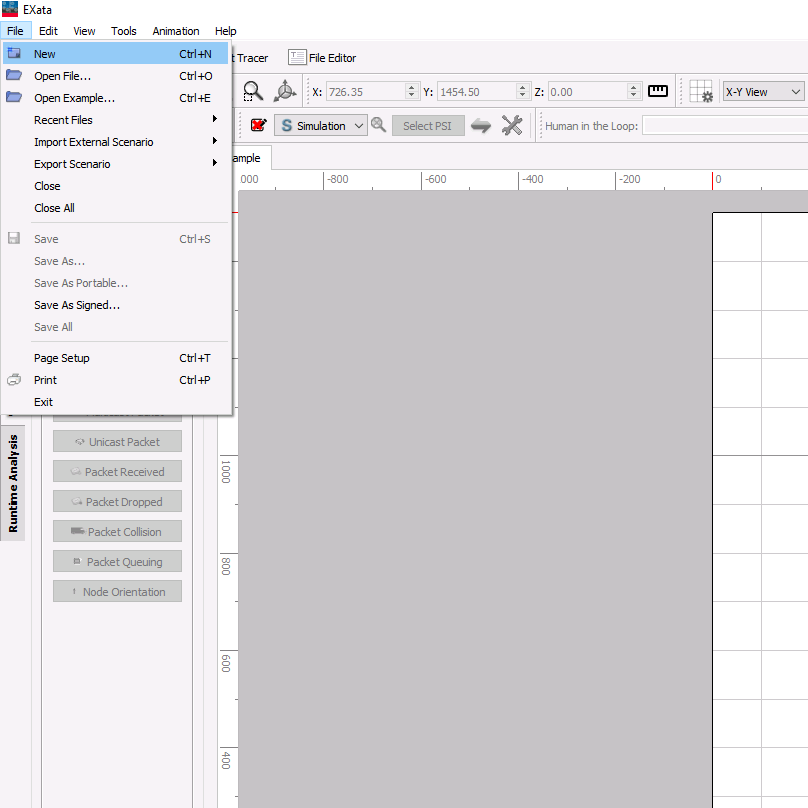 EXata
File Edit View Tools Animation Help
New Ctrl+N
Open File... Ctrl+O
Open Example... Ctrl+E
Recent Files
Import External Scenario
Export Scenario
Close
Close All
Save Ctrl+S
Save As...
Save As Portable...
Save As Signed...
Save All
Page Setup Ctrl+T
Print Ctrl+P
Exit
Tracer File Editor
X: 726.35 Y: 1454.50 Z: 0.00 X-Y View
S Simulation Select PSI Human in the Loop:
ample
000 -800 -600 -400 -200 0
Unicast Packet
Packet Received
Packet Dropped
Packet Collision
Packet Queuing
Node Orientation
Runtime Analysis
1000
800
600
400